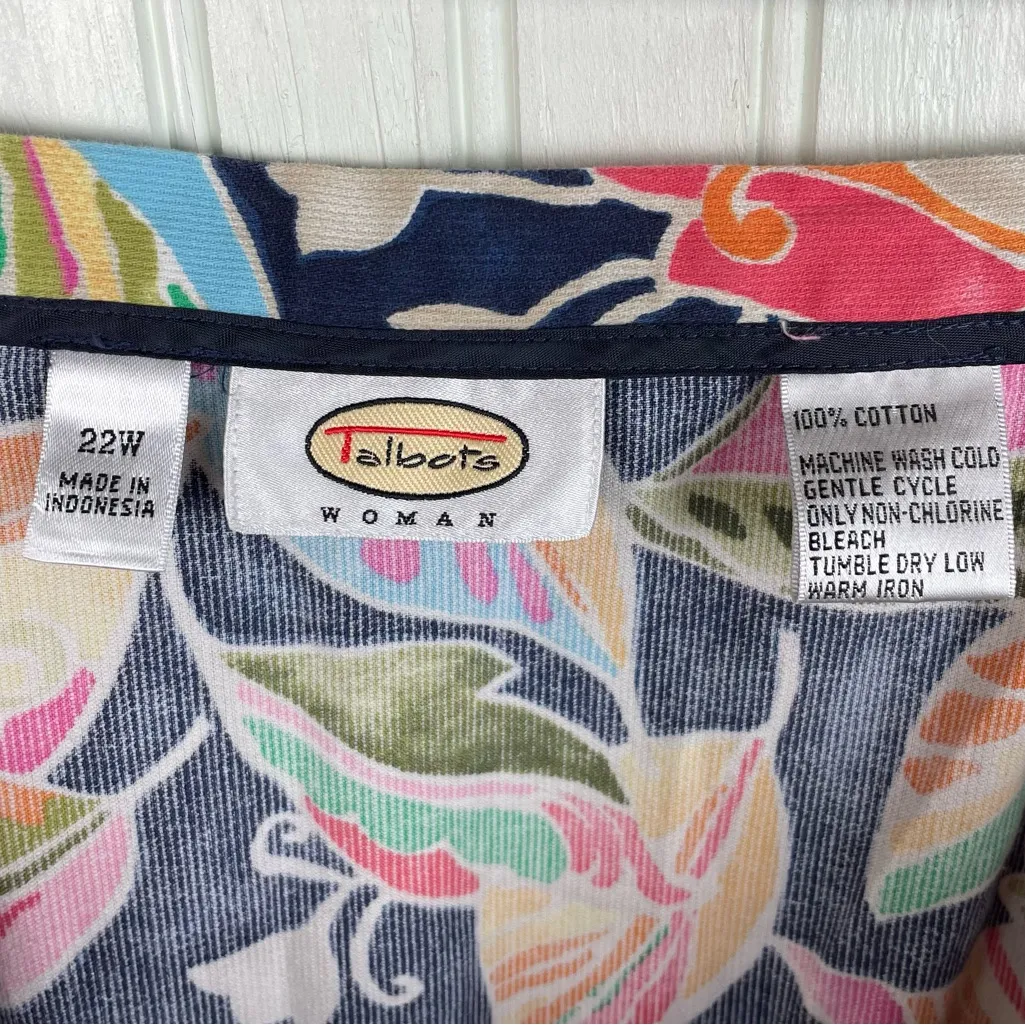 22W
MADE IN
INDONESIA
Talbots
WOMAN
100% COTTON
MACHINE WASH COLD
GENTLE CYCLE
ONLY NON-CHLORINE
BLEACH
TUMBLE DRY LOW
WARM IRON